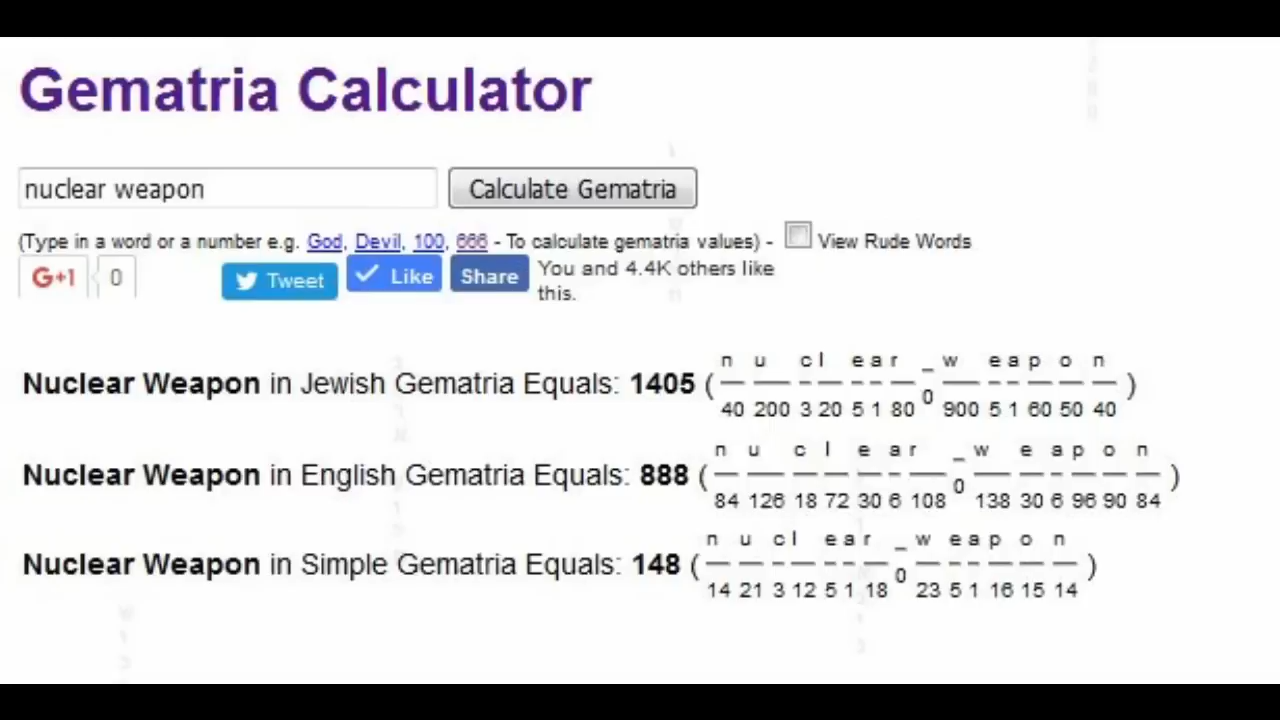 Gematria Calculator
nuclear weapon Calculate Gematria
(Type in a word or a number e.g. God, Devil, 100, 666 - To calculate gematria values) - View Rude Words
G+1 0 Tweet Like Share You and 4.4K others like
this.
n u c l e a r _ w e a p o n
Nuclear Weapon in Jewish Gematria Equals: 1405 ( )
40 200 3 20 5 1 80 0 900 5 1 60 50 40
n u c l e a r _ w e a p o n
Nuclear Weapon in English Gematria Equals: 888 ( )
84 126 18 72 30 6 108 0 138 30 6 96 90 84
n u c l e a r _ w e a p o n
Nuclear Weapon in Simple Gematria Equals: 148 ( )
14 21 3 12 5 1 18 0 23 5 1 16 15 14